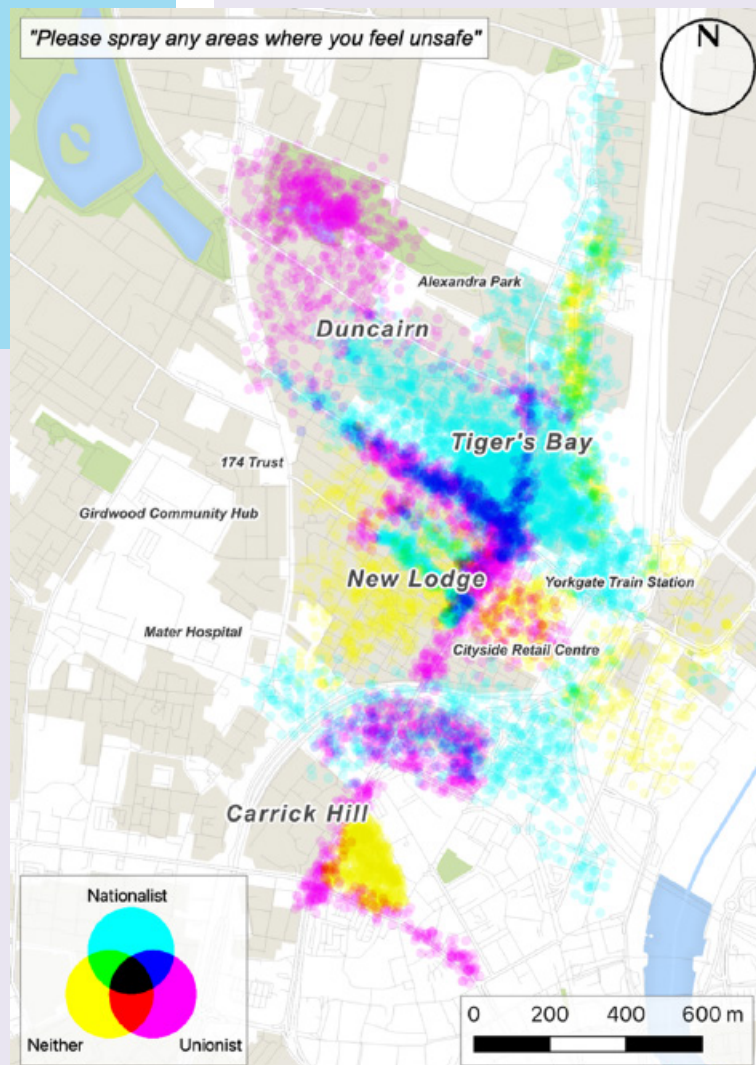 "Please spray any areas where you feel unsafe"
N
Alexandra Park
Duncairn
Tiger's Bay
174 Trust
Girdwood Community Hub
New Lodge
Yorkgate Train Station
Mater Hospital
Cityside Retail Centre
Carrick Hill
Nationalist
Neither
Unionist
0 200 400 600 m